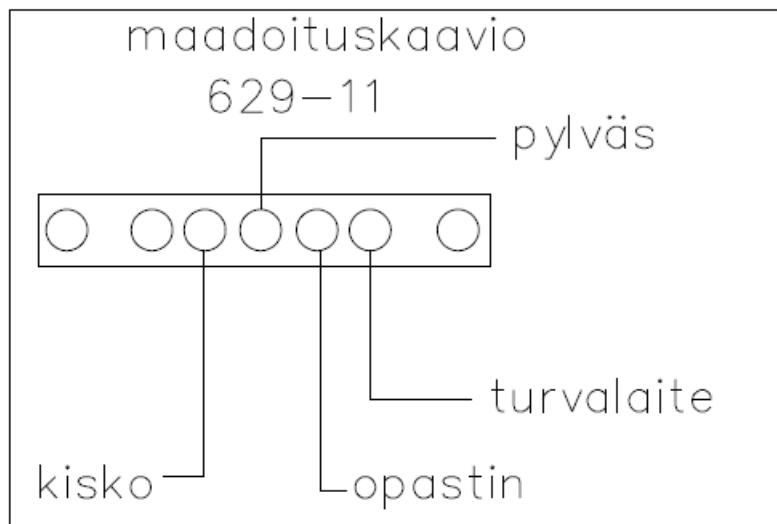 maadoituskaavio
629-11
pylväs
turvalaite
kisko
opastin